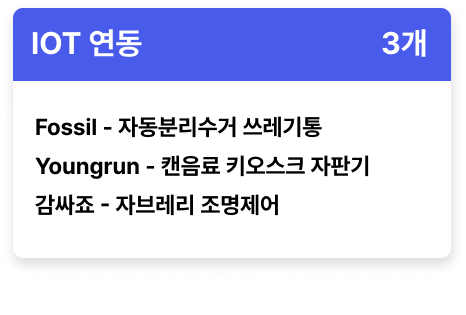 IOT 연동 3개
Fossil - 자동분리수거 쓰레기통
Youngrun - 캔음료 키오스크 자판기
감싸죠 - 자브레리 조명제어